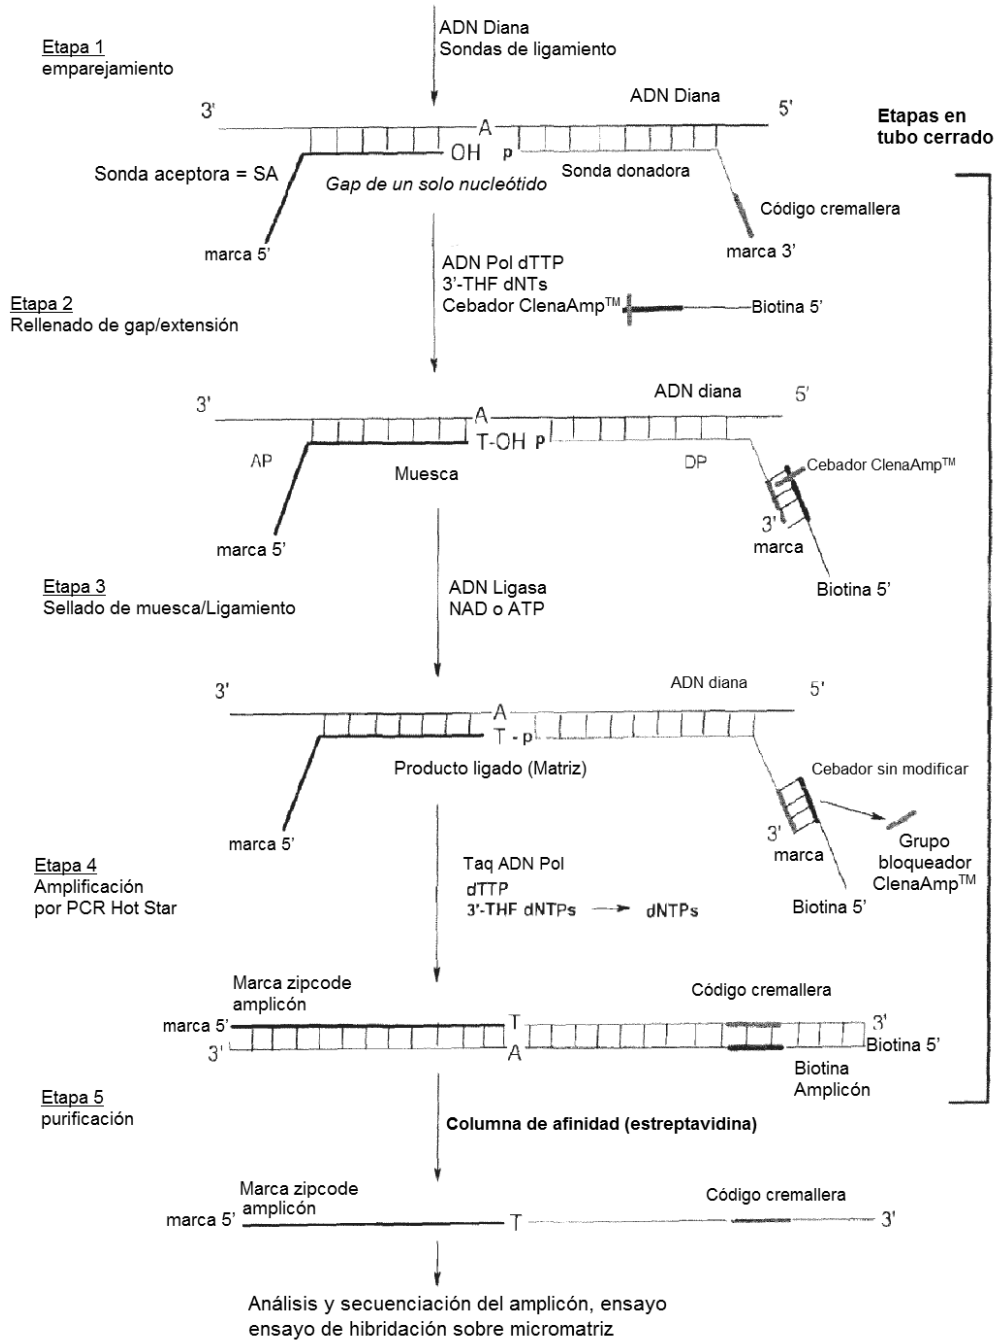 ADN Diana
Sondas de ligamiento
Etapa 1
emparejamiento
3'
ADN Diana
5'
Etapas en
tubo cerrado
A
OH p
Sonda aceptora = SA
Gap de un solo nucleótido
Sonda donadora
Código cremallera
marca 5'
marca 3'
ADN Pol dTTP
3'-THF dNTs
Cebador ClenaAmp™
Biotina 5'
Etapa 2
Rellenado de gap/extensión
3'
ADN diana
5'
A
T-OH p
AP
Muesca
DP
Cebador ClenaAmp™
3'
marca
marca 5'
Biotina 5'
Etapa 3
Sellado de muesca/Ligamiento
ADN Ligasa
NAD o ATP
3'
ADN diana
5'
A
T - p
Producto ligado (Matriz)
Cebador sin modificar
3'
marca
marca 5'
Grupo
bloqueador
ClenaAmp™
Biotina 5'
Etapa 4
Amplificación
por PCR Hot Star
Taq ADN Pol
dTTP
3'-THF dNTPs → dNTPs
Marca zipcode
amplicón
Código cremallera
marca 5'
T
3'
3'
A
Biotina 5'
Biotina
Amplicón
Etapa 5
purificación
Columna de afinidad (estreptavidina)
Marca zipcode
amplicón
Código cremallera
marca 5'
T
3'
Análisis y secuenciación del amplicón, ensayo
ensayo de hibridación sobre micromatriz